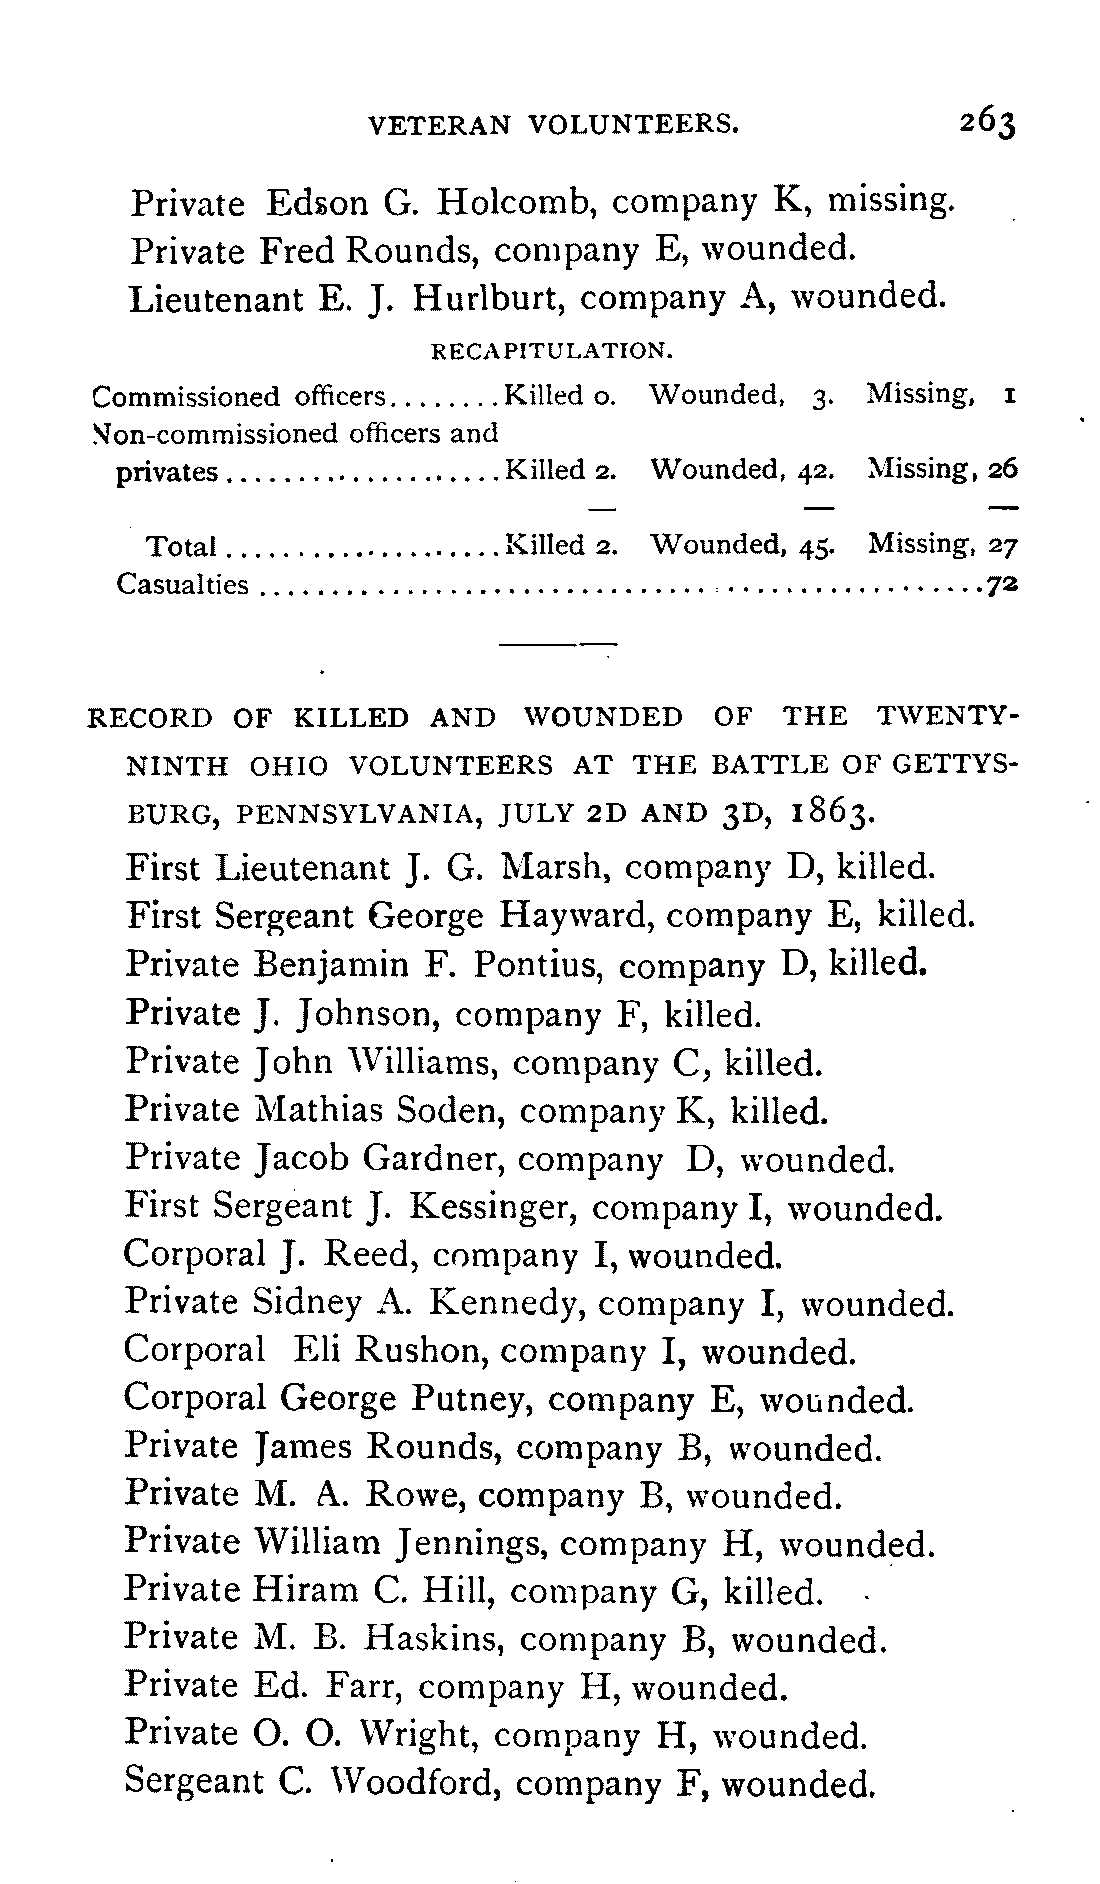 VETERAN VOLUNTEERS. 263
Private Edson G. Holcomb, company K, missing.
Private Fred Rounds, company E, wounded.
Lieutenant E. J. Hurlburt, company A, wounded.
RECAPITULATION.
Commissioned officers........Killed 0. Wounded, 3. Missing, 1
Non-commissioned officers and
privates...................Killed 2. Wounded, 42. Missing, 26
Total...................Killed 2. Wounded, 45. Missing, 27
Casualties................................................72
RECORD OF KILLED AND WOUNDED OF THE TWENTY-
NINTH OHIO VOLUNTEERS AT THE BATTLE OF GETTYS-
BURG, PENNSYLVANIA, JULY 2D AND 3D, 1863.
First Lieutenant J. G. Marsh, company D, killed.
First Sergeant George Hayward, company E, killed.
Private Benjamin F. Pontius, company D, killed.
Private J. Johnson, company F, killed.
Private John Williams, company C, killed.
Private Mathias Soden, company K, killed.
Private Jacob Gardner, company D, wounded.
First Sergeant J. Kessinger, company I, wounded.
Corporal J. Reed, company I, wounded.
Private Sidney A. Kennedy, company I, wounded.
Corporal Eli Rushon, company I, wounded.
Corporal George Putney, company E, wounded.
Private James Rounds, company B, wounded.
Private M. A. Rowe, company B, wounded.
Private William Jennings, company H, wounded.
Private Hiram C. Hill, company G, killed.
Private M. B. Haskins, company B, wounded.
Private Ed. Farr, company H, wounded.
Private O. O. Wright, company H, wounded.
Sergeant C. Woodford, company F, wounded.